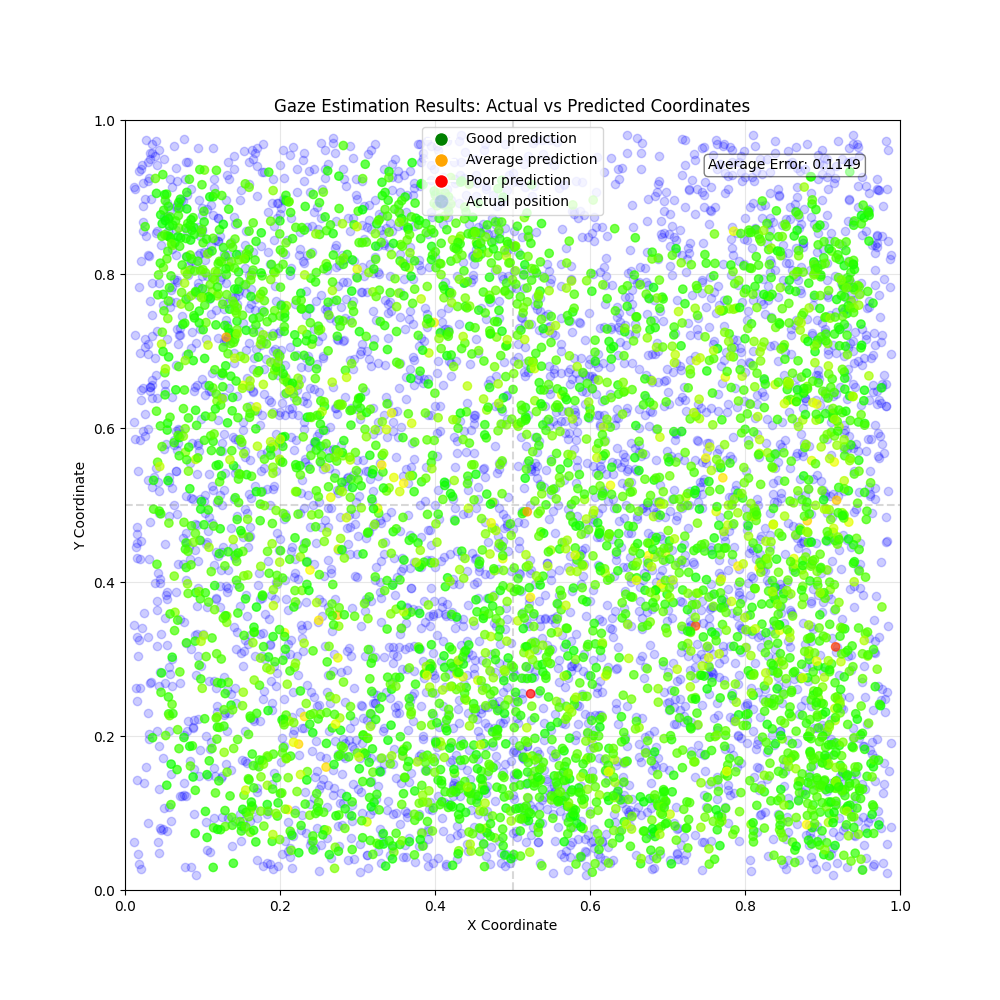 Gaze Estimation Results: Actual vs Predicted Coordinates
Good prediction
Average prediction
Poor prediction
Actual position
Average Error: 0.1149
1.0
0.8
0.6
0.4
0.2
0.0
Y Coordinate
0.0 0.2 0.4 0.6 0.8 1.0
X Coordinate